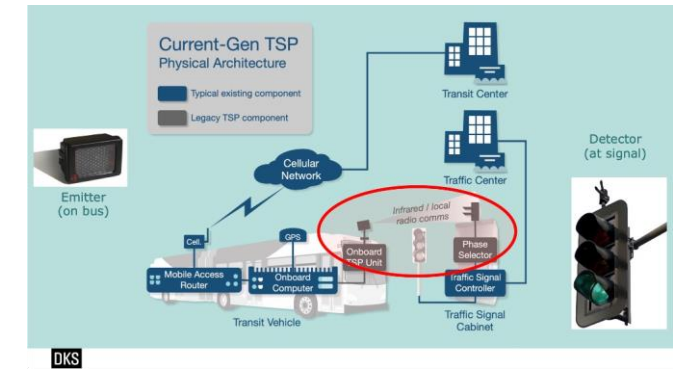 Current-Gen TSP
Physical Architecture
Typical existing component
Legacy TSP component
Transit Center
Emitter
(on bus)
Cellular
Network
Traffic Center
Detector
(at signal)
Infrared / local
radio comms
Cell.
GPS
Onboard
TSP Unit
Phase
Selector
Mobile Access
Router
Onboard
Computer
Traffic Signal
Controller
Transit Vehicle
Traffic Signal
Cabinet
DKS